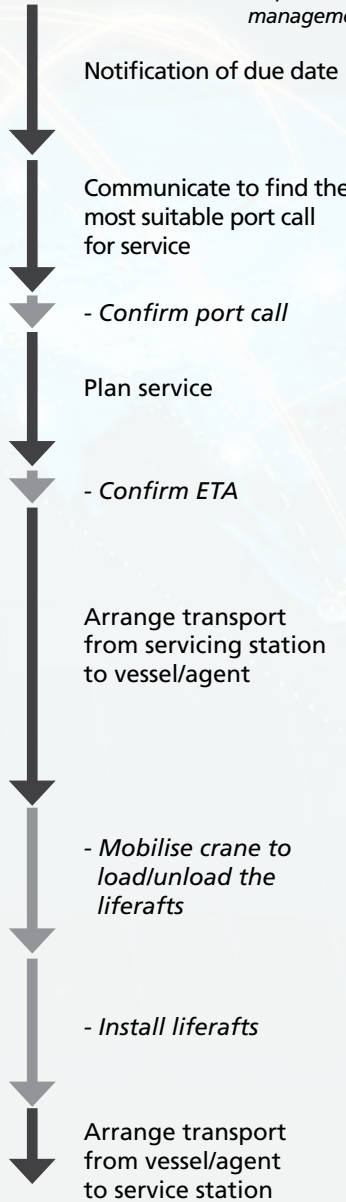 Notification of due date
Communicate to find the
most suitable port call
for service
- Confirm port call
Plan service
- Confirm ETA
Arrange transport
from servicing station
to vessel/agent
- Mobilise crane to
load/unload the
liferafts
- Install liferafts
Arrange transport
from vessel/agent
to service station